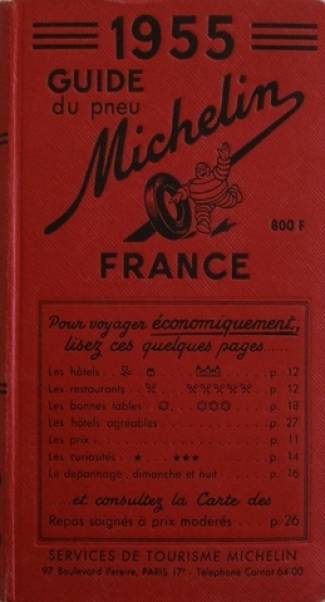 1955
GUIDE
du pneu
Michelin
800 F
FRANCE
Pour voyager économiquement,
lisez ces quelques pages.....
Les hôtels . . . . p. 12
Les restaurants . . . . p. 12
Les bonnes tables . . . . p. 18
Les hôtels agréables . . . . p. 27
Les prix . . . . p. 11
Les curiosités . . ★ . . . ★★★ . . . . p. 14
Le dépannage, dimanche et nuit . . . . p. 16
...et consultez la Carte des
Repas soignés à prix modérés . . . . p. 26
SERVICES DE TOURISME MICHELIN
97 Boulevard Pereire, PARIS 17e - Téléphone Carnot 64 00